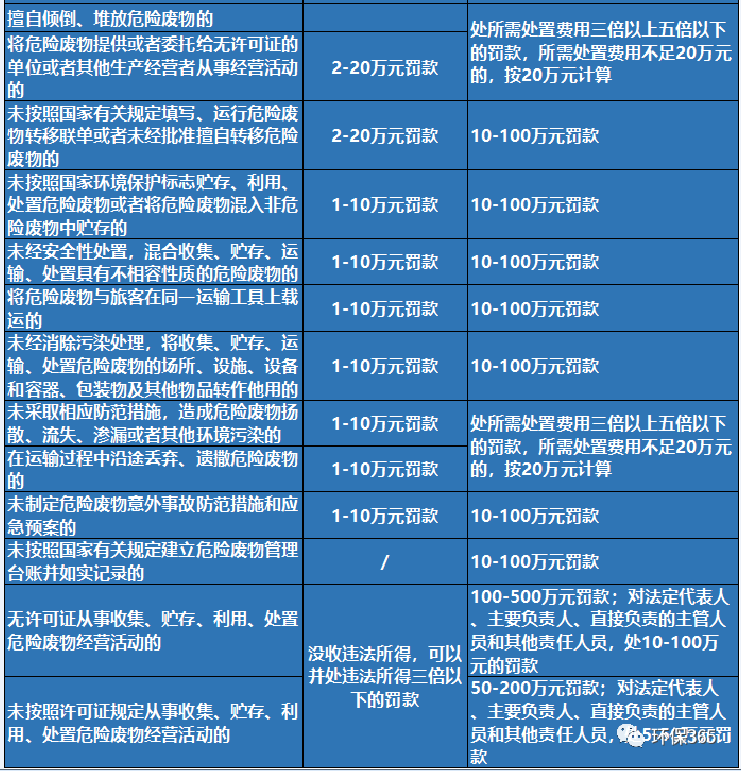 擅自倾倒、堆放危险废物的
处所需处置费用三倍以上五倍以下
的罚款，所需处置费用不足20万元
的，按20万元计算
将危险废物提供或者委托给无许可证的
单位或者其他生产经营者从事经营活动
的
2-20万元罚款
未按照国家有关规定填写、运行危险废
物转移联单或者未经批准擅自转移危险
废物的
2-20万元罚款
10-100万元罚款
未按照国家环境保护标志贮存、利用、
处置危险废物或者将危险废物混入非危
险废物中贮存的
1-10万元罚款
10-100万元罚款
未经安全性处置，混合收集、贮存、运
输、处置具有不相容性质的危险废物的
1-10万元罚款
10-100万元罚款
将危险废物与旅客在同一运输工具上载
运的
1-10万元罚款
10-100万元罚款
未经消除污染处理，将收集、贮存、运
输、处置危险废物的场所、设施、设备
和容器、包装物及其他物品转作他用的
1-10万元罚款
10-100万元罚款
未采取相应防范措施，造成危险废物扬
散、流失、渗漏或者其他环境污染的
1-10万元罚款
处所需处置费用三倍以上五倍以下
的罚款，所需处置费用不足20万元
的，按20万元计算
在运输过程中沿途丢弃、遗撒危险废物
的
1-10万元罚款
未制定危险废物意外事故防范措施和应
急预案的
1-10万元罚款
10-100万元罚款
未按照国家有关规定建立危险废物管理
台账并如实记录的
/
10-100万元罚款
无许可证从事收集、贮存、利用、处置
危险废物经营活动的
没收违法所得，可以
并处违法所得三倍以
下的罚款
100-500万元罚款；对法定代表人
、主要负责人、直接负责的主管人
员和其他责任人员，处10-100万
元的罚款
未按照许可证规定从事收集、贮存、利
用、处置危险废物经营活动的
50-200万元罚款；对法定代表人
、主要负责人、直接负责的主管人
员和其他责任人员，
罚
款
环保365